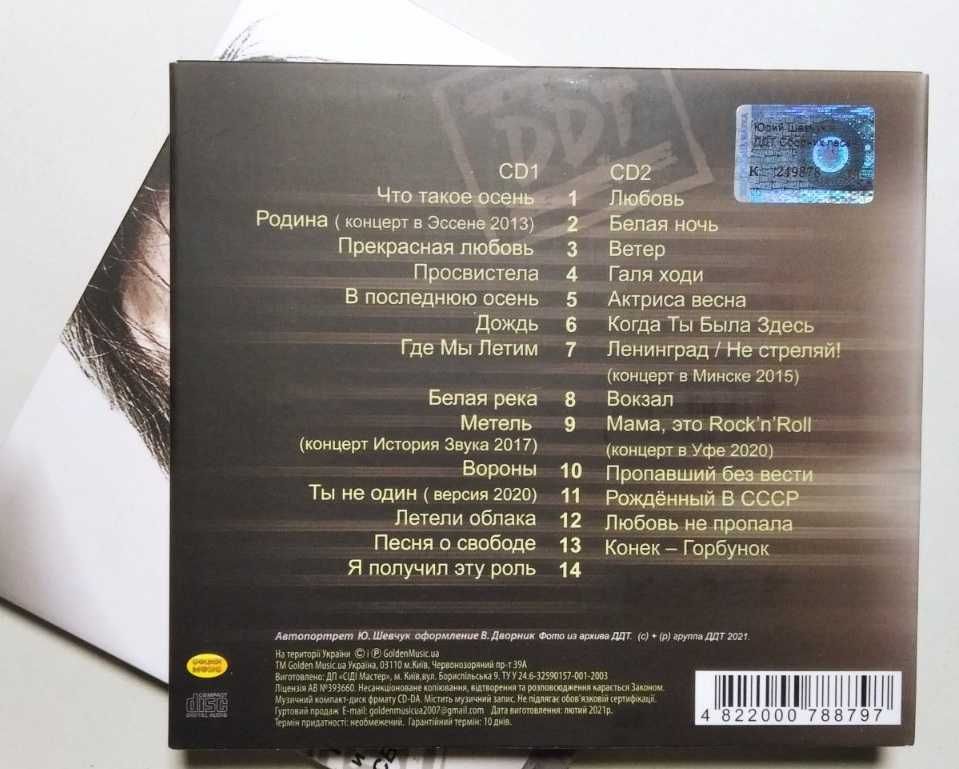 ДДТ
Юрий Шевчук
ДДТ Сборник
К 249878
CD1 CD2
Что такое осень 1 Любовь
Родина ( концерт в Эссене 2013) 2 Белая ночь
Прекрасная любовь 3 Ветер
Просвистела 4 Галя ходи
В последнюю осень 5 Актриса весна
Дождь 6 Когда Ты Была Здесь
Где Мы Летим 7 Ленинград / Не стреляй!
(концерт в Минске 2015)
Белая река 8 Вокзал
Метель 9 Мама, это Rock'n'Roll
(концерт История Звука 2017) (концерт в Уфе 2020)
Вороны 10 Пропавший без вести
Ты не один ( версия 2020) 11 Рождённый В СССР
Летели облака 12 Любовь не пропала
Песня о свободе 13 Конек – Горбунок
Я получил эту роль 14
Автопортрет Ю. Шевчук оформление В. Дворник Фото из архива ДДТ. (c) + (p) группа ДДТ 2021.
На території України © і ℗ GoldenMusic.ua
ТМ Golden Music.ua Україна, 03110 м.Київ, Червонозоряний пр-т 39А
Виготовлено: ДП «СіДі Мастер», м.Київ,вул. Бориспільська 9, ТУ У 24.6-32590157-001-2003
Ліцензія АВ №393660. Несанкціоноване копіювання, відтворення та розповсюдження карається Законом.
Музичний компакт-диск формату CD-DA. Містить музичний запис. Не підлягає обов'язковій сертифікації.
Гуртовий продаж E-mail: goldenmusicua2007@gmail.com Дата виготовлення: лютий 2021р.
Термін придатності: необмежений. Гарантійний термін: 10 днів.
GOLDEN MUSIC
COMPACT
disc
DIGITAL AUDIO
4 822000 788797